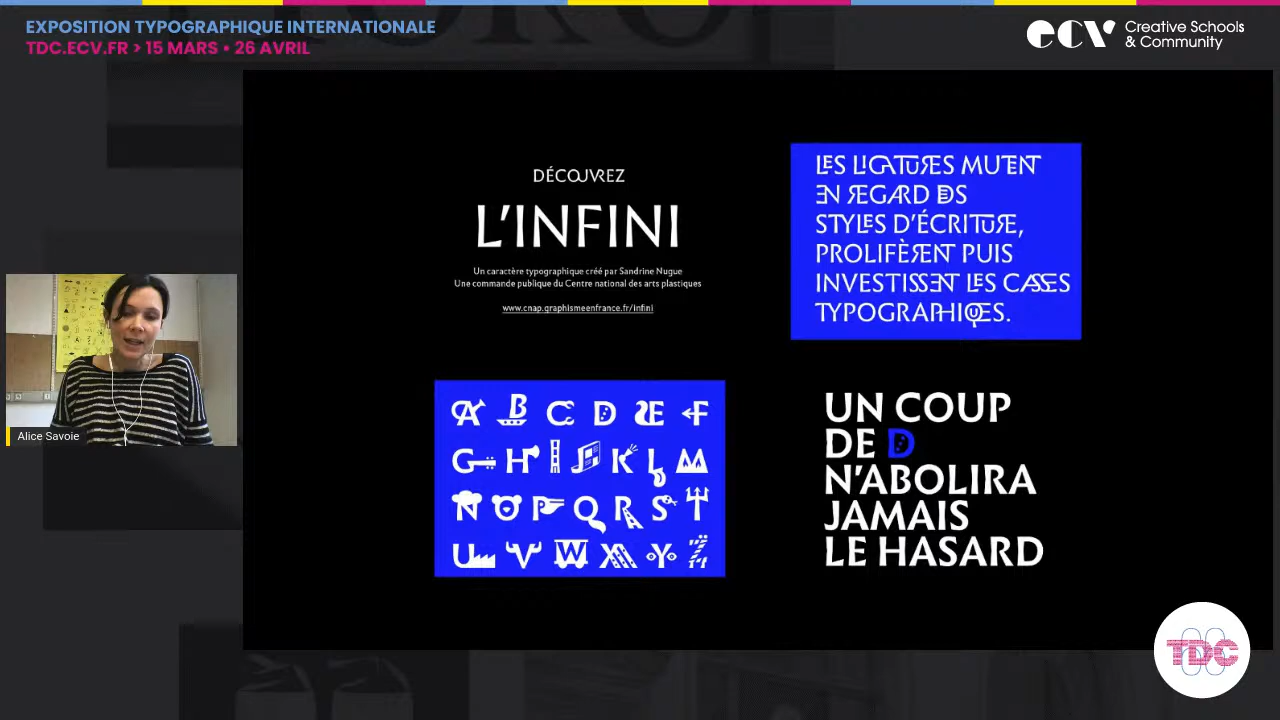 EXPOSITION TYPOGRAPHIQUE INTERNATIONALE
TDC.ECV.FR > 15 MARS • 26 AVRIL
ecv Creative Schools
& Community
DÉCOUVREZ
L'INFINI
Un caractère typographique créé par Sandrine Nugue
Une commande publique du Centre national des arts plastiques
www.cnap.graphismeenfrance.fr/infini
LES LIGATURES MUTENT
EN REGARD DES
STYLES D'ÉCRITURE,
PROLIFÈRENT PUIS
INVESTISSENT LES CASSES
TYPOGRAPHIQUES.
A B C D E F
G H I J K L M
N O P Q R S T
U V W X Y Z
UN COUP
DE D
N'ABOLIRA
JAMAIS
LE HASARD
Alice Savoie
TDC